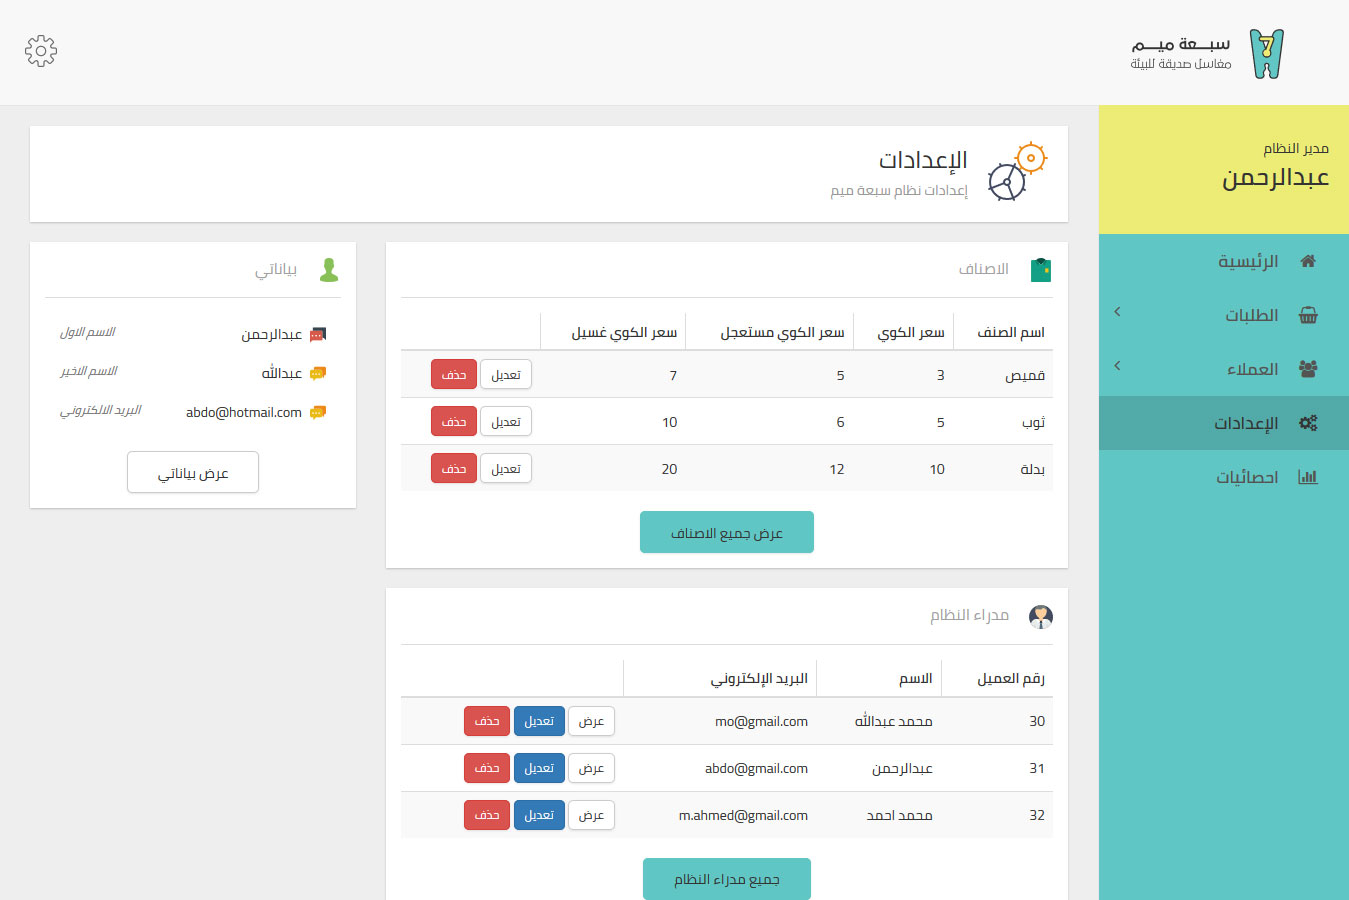 سبـعة ميـم
مغاسل صديقة للبيئة
مدير النظام
عبدالرحمن
الرئيسية
الطلبات
العملاء
الإعدادات
احصائيات
الإعدادات
إعدادات نظام سبعة ميم
الاصناف
اسم الصنف سعر الكوي سعر الكوي مستعجل سعر الكوي غسيل
قميص 3 5 7 تعديل حذف
ثوب 5 6 10 تعديل حذف
بدلة 10 12 20 تعديل حذف
عرض جميع الاصناف
مدراء النظام
رقم العميل الاسم البريد الإلكتروني
30 محمد عبدالله mo@gmail.com عرض تعديل حذف
31 عبدالرحمن abdo@gmail.com عرض تعديل حذف
32 محمد احمد m.ahmed@gmail.com عرض تعديل حذف
جميع مدراء النظام
بياناتي
عبدالرحمن الاسم الاول
عبدالله الاسم الاخير
abdo@hotmail.com البريد الالكتروني
عرض بياناتي